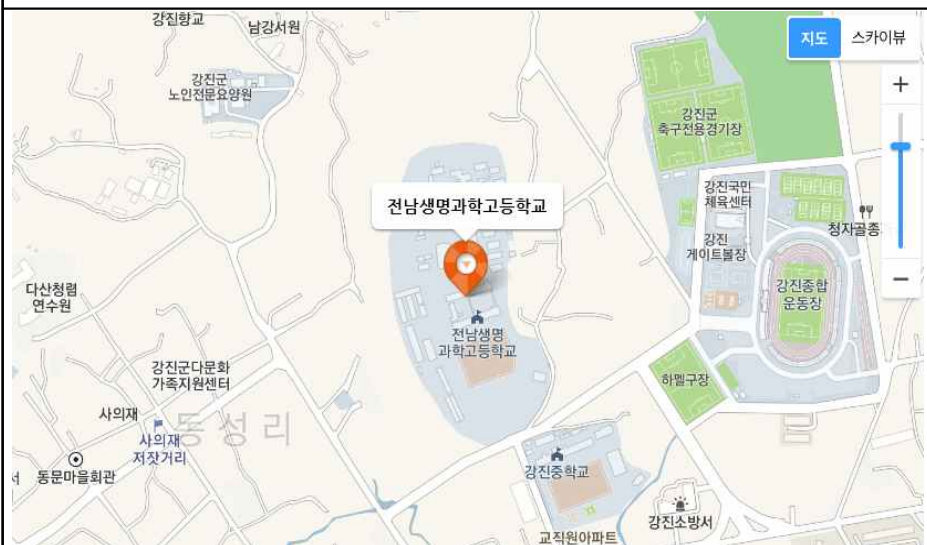 강진향교
남강서원
지도
스카이뷰
강진군
노인전문요양원
강진군
축구전용경기장
전남생명과학고등학교
강진국민
체육센터
강진
게이트볼장
청자골종
다산청렴
연수원
강진종합
운동장
전남생명
과학고등학교
강진군다문화
가족지원센터
하멜구장
사의재
동성리
사의재
저잣거리
동문마을회관
강진중학교
강진소방서
교직원아파트